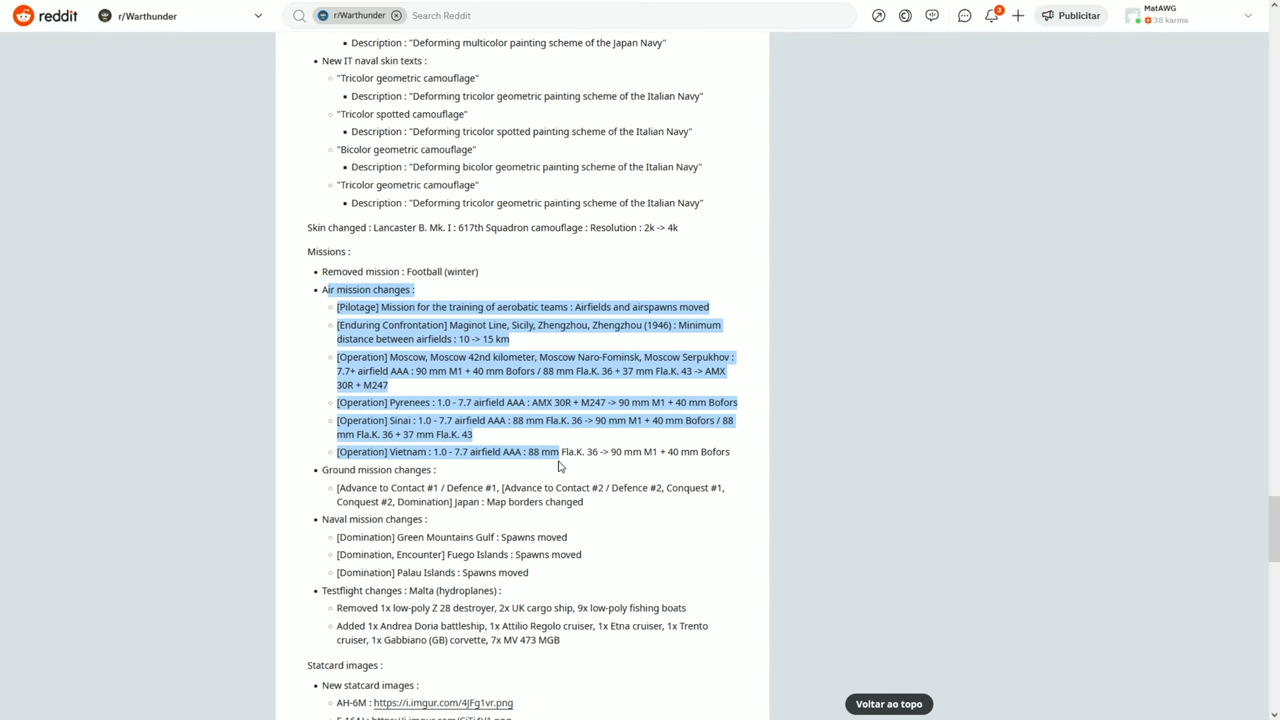 reddit
r/Warthunder
r/Warthunder
Search Reddit
3
Publicitar
MatAWG
38 karma
Description : "Deforming multicolor painting scheme of the Japan Navy"
New IT naval skin texts :
"Tricolor geometric camouflage"
Description : "Deforming tricolor geometric painting scheme of the Italian Navy"
"Tricolor spotted camouflage"
Description : "Deforming tricolor spotted painting scheme of the Italian Navy"
"Bicolor geometric camouflage"
Description : "Deforming bicolor geometric painting scheme of the Italian Navy"
"Tricolor geometric camouflage"
Description : "Deforming tricolor geometric painting scheme of the Italian Navy"
Skin changed : Lancaster B. Mk. I : 617th Squadron camouflage : Resolution : 2k -> 4k
Missions :
Removed mission : Football (winter)
Air mission changes :
[Pilotage] Mission for the training of aerobatic teams : Airfields and airspawns moved
[Enduring Confrontation] Maginot Line, Sicily, Zhengzhou, Zhengzhou (1946) : Minimum
distance between airfields : 10 -> 15 km
[Operation] Moscow, Moscow 42nd kilometer, Moscow Naro-Fominsk, Moscow Serpukhov :
7.7+ airfield AAA : 90 mm M1 + 40 mm Bofors / 88 mm Fla.K. 36 + 37 mm Fla.K. 43 -> AMX
30R + M247
[Operation] Pyrenees : 1.0 - 7.7 airfield AAA : AMX 30R + M247 -> 90 mm M1 + 40 mm Bofors
[Operation] Sinai : 1.0 - 7.7 airfield AAA : 88 mm Fla.K. 36 -> 90 mm M1 + 40 mm Bofors / 88
mm Fla.K. 36 + 37 mm Fla.K. 43
[Operation] Vietnam : 1.0 - 7.7 airfield AAA : 88 mm Fla.K. 36 -> 90 mm M1 + 40 mm Bofors
Ground mission changes :
[Advance to Contact #1 / Defence #1, [Advance to Contact #2 / Defence #2, Conquest #1,
Conquest #2, Domination] Japan : Map borders changed
Naval mission changes :
[Domination] Green Mountains Gulf : Spawns moved
[Domination, Encounter] Fuego Islands : Spawns moved
[Domination] Palau Islands : Spawns moved
Testflight changes : Malta (hydroplanes) :
Removed 1x low-poly Z 28 destroyer, 2x UK cargo ship, 9x low-poly fishing boats
Added 1x Andrea Doria battleship, 1x Attilio Regolo cruiser, 1x Etna cruiser, 1x Trento
cruiser, 1x Gabbiano (GB) corvette, 7x MV 473 MGB
Statcard images :
New statcard images :
AH-6M : https://i.imgur.com/4JFg1vr.png
Voltar ao topo